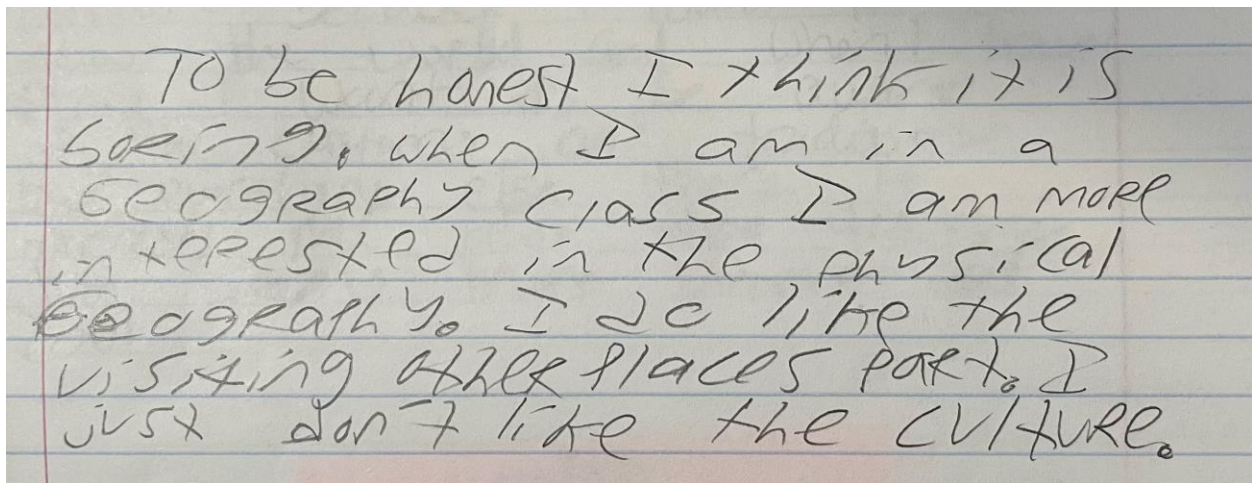 To be honest I think it is
boring. when I am in a
Geography class I am more
interested in the physical
Geography. I do like the
visiting other places part. I
just don't like the culture.